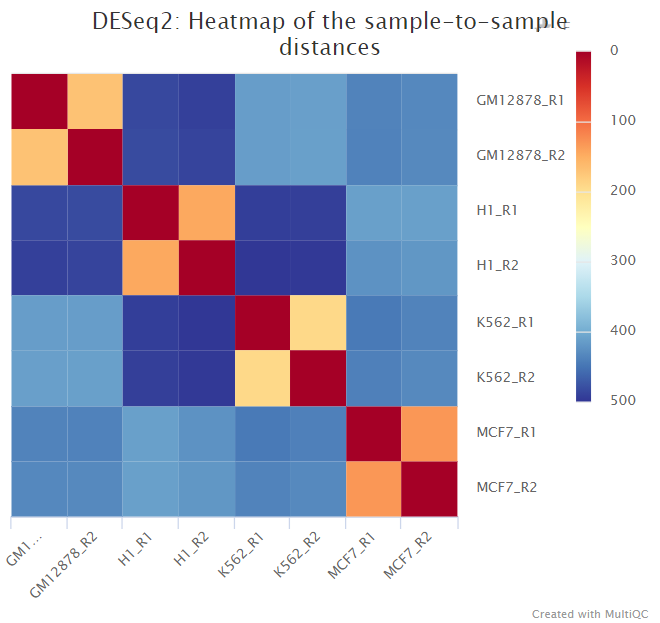 DESeq2: Heatmap of the sample-to-sample
distances
0
100
200
300
400
500
GM12878_R1
GM12878_R2
H1_R1
H1_R2
K562_R1
K562_R2
MCF7_R1
MCF7_R2
GM1...
GM12878_R2
H1_R1
H1_R2
K562_R1
K562_R2
MCF7_R1
MCF7_R2
Created with MultiQC